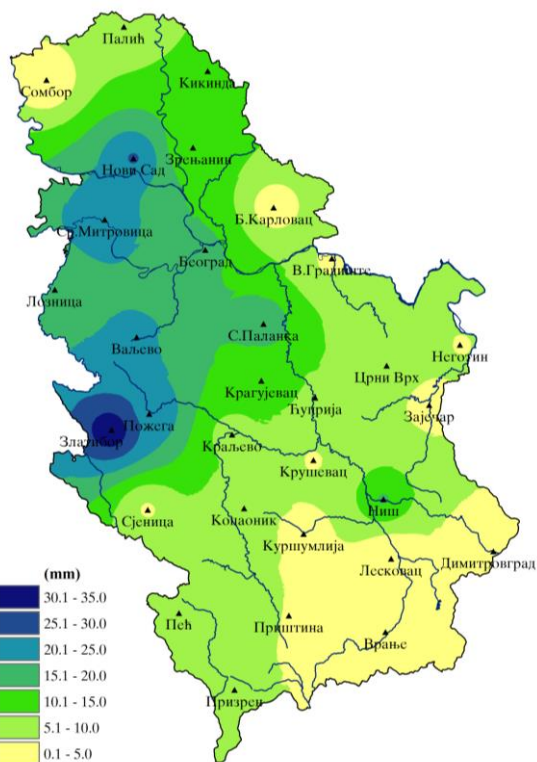 Палић
Кикинда
Сомбор
Зрењанин
Нови Сад
Б.Карловац
Ср.Митровица
Београд
В.Градиште
Лозница
С.Паланка
Ваљево
Неготин
Црни Врх
Крагујевац
Ћуприја
Зајечар
Пожега
Златибор
Краљево
Крушевац
Ниш
Сјеница
Копаоник
Куршумлија
Димитровград
Лесковац
(mm)
30.1 - 35.0
25.1 - 30.0
Пећ
Приштина
20.1 - 25.0
Врање
15.1 - 20.0
10.1 - 15.0
Призрен
5.1 - 10.0
0.1 - 5.0